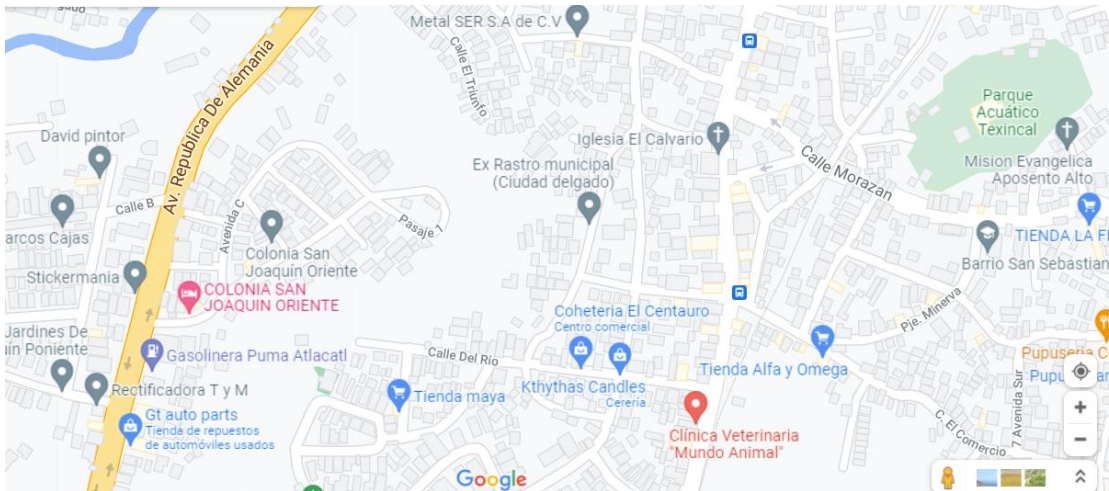 Metal SER S.A de C.V
Calle El Triunfo
Av. Republica De Alemania
Parque
Acuático
Texincal
David pintor
Iglesia El Calvario
Mision Evangelica
Aposento Alto
Ex Rastro municipal
(Ciudad delgado)
Calle Morazan
Calle B
Avenida C
Pasaje 1
arcos Cajas
Colonia San
Joaquín Oriente
TIENDA LA FE
Barrio San Sebastian
Stickermania
COLONIA SAN
JOAQUIN ORIENTE
Coheteria El Centauro
Centro comercial
Pje. Minerva
Jardines De
uín Poniente
Gasolinera Puma Atlacatl
Calle Del Rio
Tienda Alfa y Omega
Pupuseria C
Pupu
Kthythas Candles
Cerería
Rectificadora T y M
Tienda maya
7 Avenida Sur
Gt auto parts
Tienda de repuestos
de automóviles usados
C. El Comercio
Clínica Veterinaria
"Mundo Animal"
Google